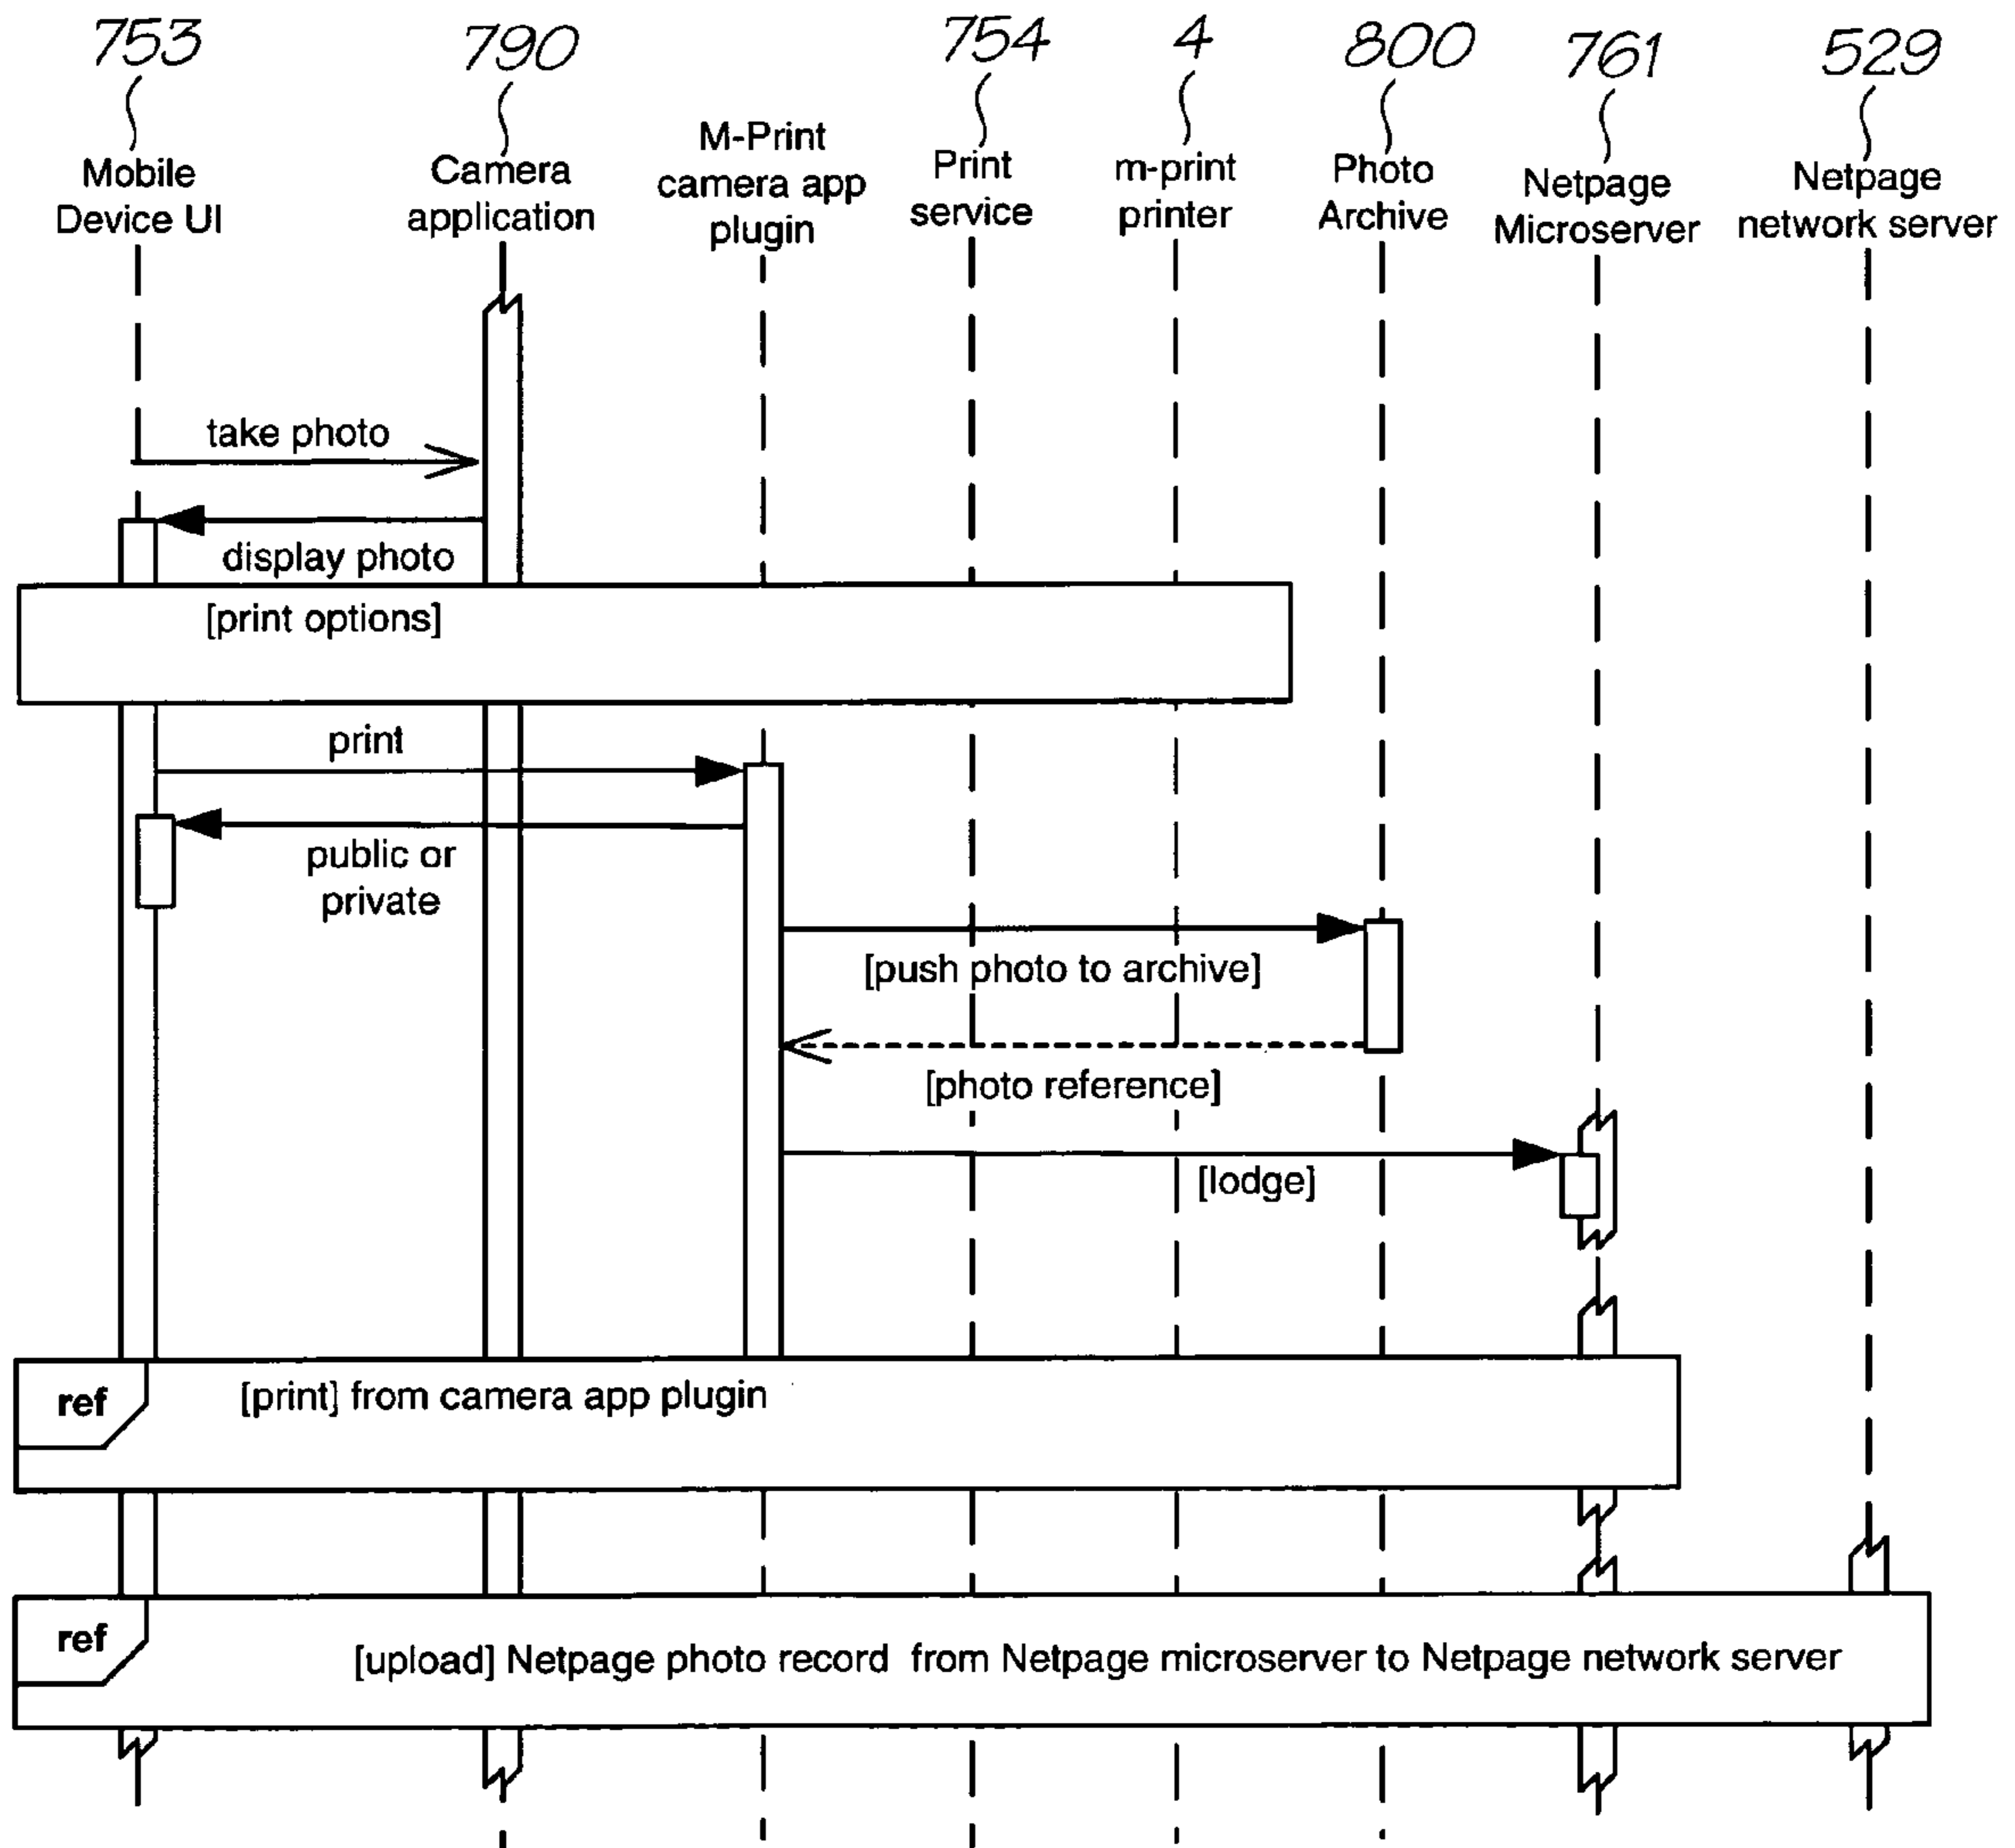 753
790
754
4
800
761
529
Mobile
Device UI
Camera
application
M-Print
camera app
plugin
Print
service
m-print
printer
Photo
Archive
Netpage
Microserver
Netpage
network server
take photo
display photo
[print options]
print
public or
private
[push photo to archive]
[photo reference]
[lodge]
ref
[print] from camera app plugin
ref
[upload] Netpage photo record from Netpage microserver to Netpage network server